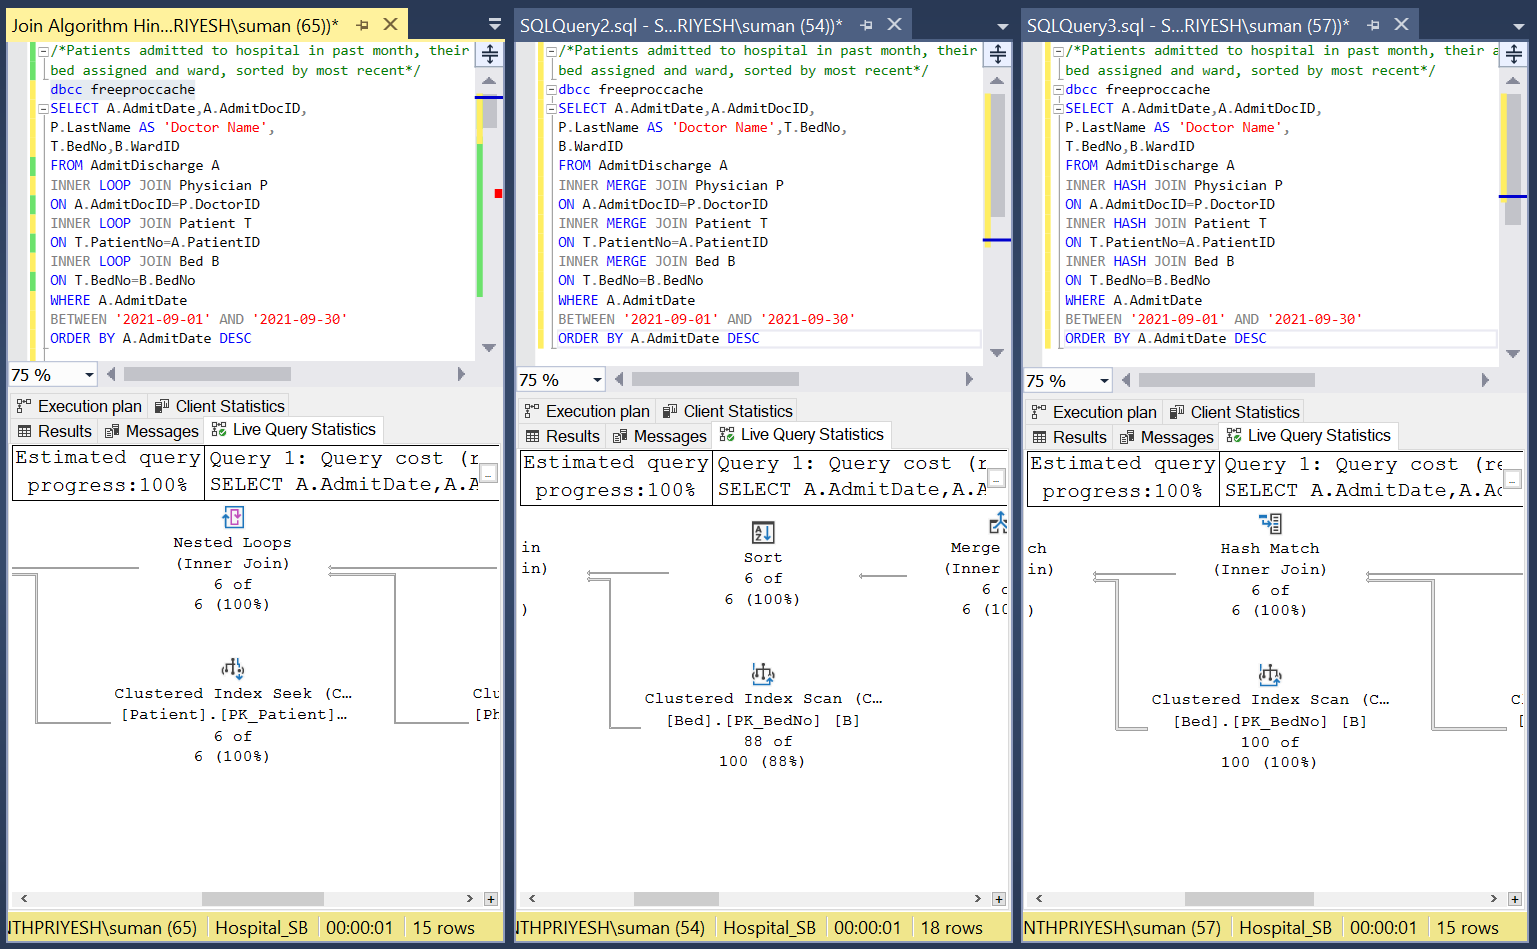 Join Algorithm Hin...RIYESH\suman (65))*
/*Patients admitted to hospital in past month, their
bed assigned and ward, sorted by most recent*/
dbcc freeproccache
SELECT A.AdmitDate,A.AdmitDocID,
P.LastName AS 'Doctor Name',
T.BedNo,B.WardID
FROM AdmitDischarge A
INNER LOOP JOIN Physician P
ON A.AdmitDocID=P.DoctorID
INNER LOOP JOIN Patient T
ON T.PatientNo=A.PatientID
INNER LOOP JOIN Bed B
ON T.BedNo=B.BedNo
WHERE A.AdmitDate
BETWEEN '2021-09-01' AND '2021-09-30'
ORDER BY A.AdmitDate DESC
75 %
Execution plan Client Statistics
Results Messages Live Query Statistics
Estimated query
progress:100%
Query 1: Query cost (r
SELECT A.AdmitDate,A.A
Nested Loops
(Inner Join)
6 of
6 (100%)
Clustered Index Seek (C...
[Patient].[PK_Patient]...
6 of
6 (100%)
Clu
[Ph
NTHPRIYESH\suman (65) Hospital_SB 00:00:01 15 rows
SQLQuery2.sql - S...RIYESH\suman (54))*
/*Patients admitted to hospital in past month, their
bed assigned and ward, sorted by most recent*/
dbcc freeproccache
SELECT A.AdmitDate,A.AdmitDocID,
P.LastName AS 'Doctor Name',T.BedNo,
B.WardID
FROM AdmitDischarge A
INNER MERGE JOIN Physician P
ON A.AdmitDocID=P.DoctorID
INNER MERGE JOIN Patient T
ON T.PatientNo=A.PatientID
INNER MERGE JOIN Bed B
ON T.BedNo=B.BedNo
WHERE A.AdmitDate
BETWEEN '2021-09-01' AND '2021-09-30'
ORDER BY A.AdmitDate DESC
75 %
Execution plan Client Statistics
Results Messages Live Query Statistics
Estimated query
progress:100%
Query 1: Query cost (r
SELECT A.AdmitDate,A.A
in
in)
)
Sort
6 of
6 (100%)
Merge
(Inner
6 o
6 (10
Clustered Index Scan (C...
[Bed].[PK_BedNo] [B]
88 of
100 (88%)
NTHPRIYESH\suman (54) Hospital_SB 00:00:01 18 rows
SQLQuery3.sql - S...RIYESH\suman (57))*
/*Patients admitted to hospital in past month, their a
bed assigned and ward, sorted by most recent*/
dbcc freeproccache
SELECT A.AdmitDate,A.AdmitDocID,
P.LastName AS 'Doctor Name',
T.BedNo,B.WardID
FROM AdmitDischarge A
INNER HASH JOIN Physician P
ON A.AdmitDocID=P.DoctorID
INNER HASH JOIN Patient T
ON T.PatientNo=A.PatientID
INNER HASH JOIN Bed B
ON T.BedNo=B.BedNo
WHERE A.AdmitDate
BETWEEN '2021-09-01' AND '2021-09-30'
ORDER BY A.AdmitDate DESC
75 %
Execution plan Client Statistics
Results Messages Live Query Statistics
Estimated query
progress:100%
Query 1: Query cost (re
SELECT A.AdmitDate,A.Ad
ch
in)
)
Hash Match
(Inner Join)
6 of
6 (100%)
Clustered Index Scan (C...
[Bed].[PK_BedNo] [B]
100 of
100 (100%)
C
[
NTHPRIYESH\suman (57) Hospital_SB 00:00:01 15 rows